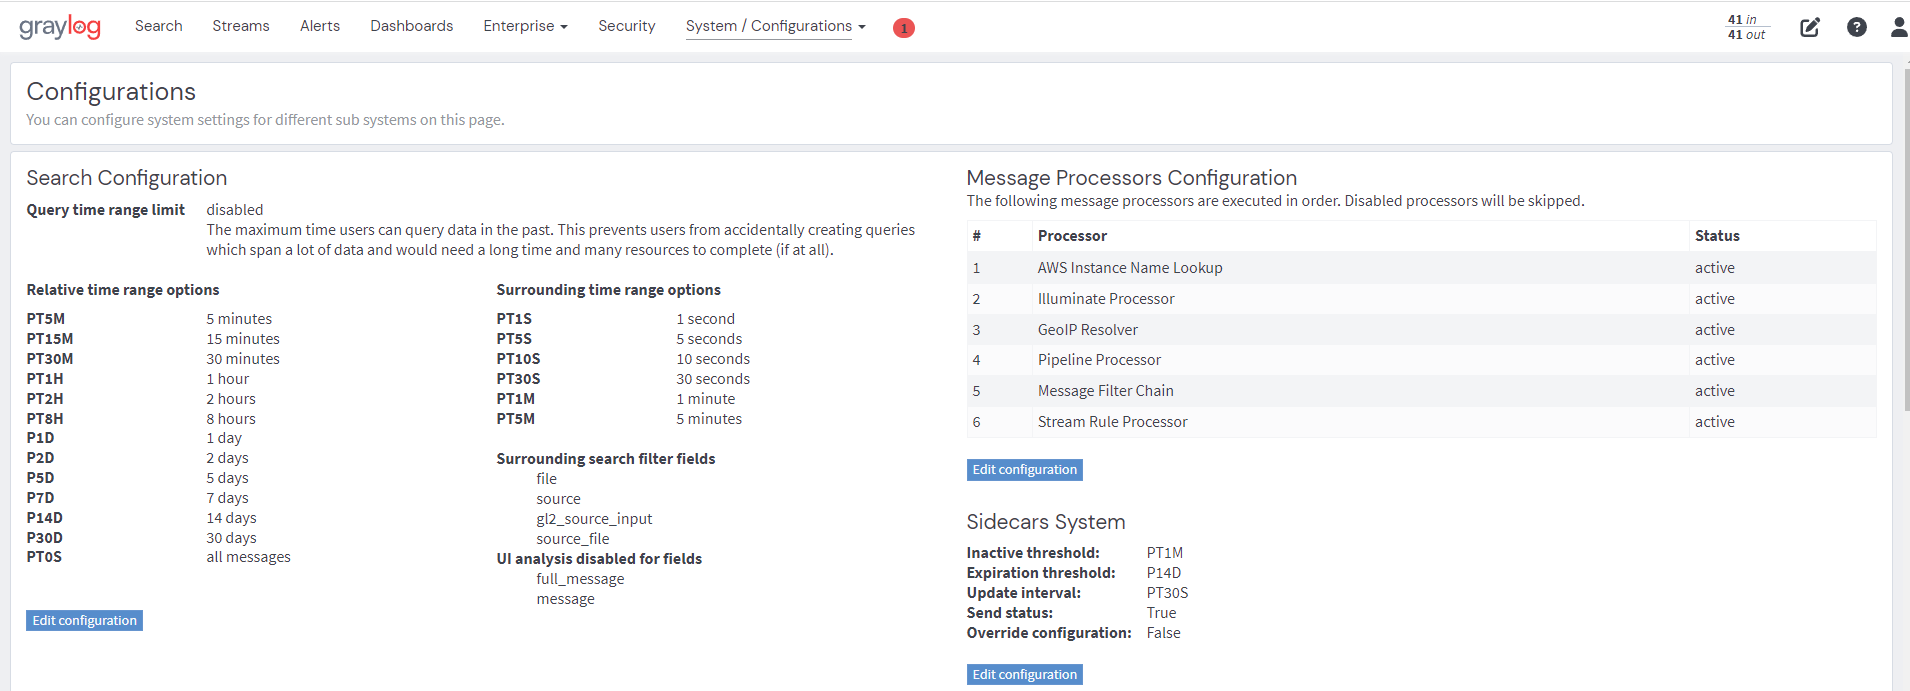 graylog
Search
Streams
Alerts
Dashboards
Enterprise
Security
System / Configurations
1
41 in
41 out
?
Configurations
You can configure system settings for different sub systems on this page.
Search Configuration
Query time range limit disabled
The maximum time users can query data in the past. This prevents users from accidentally creating queries
which span a lot of data and would need a long time and many resources to complete (if at all).
Relative time range options
PT5M 5 minutes
PT15M 15 minutes
PT30M 30 minutes
PT1H 1 hour
PT2H 2 hours
PT8H 8 hours
P1D 1 day
P2D 2 days
P5D 5 days
P7D 7 days
P14D 14 days
P30D 30 days
PT0S all messages
Edit configuration
Surrounding time range options
PT1S 1 second
PT5S 5 seconds
PT10S 10 seconds
PT30S 30 seconds
PT1M 1 minute
PT5M 5 minutes
Surrounding search filter fields
file
source
gl2_source_input
source_file
UI analysis disabled for fields
full_message
message
Message Processors Configuration
The following message processors are executed in order. Disabled processors will be skipped.
# Processor Status
1 AWS Instance Name Lookup active
2 Illuminate Processor active
3 GeoIP Resolver active
4 Pipeline Processor active
5 Message Filter Chain active
6 Stream Rule Processor active
Edit configuration
Sidecars System
Inactive threshold: PT1M
Expiration threshold: P14D
Update interval: PT30S
Send status: True
Override configuration: False
Edit configuration